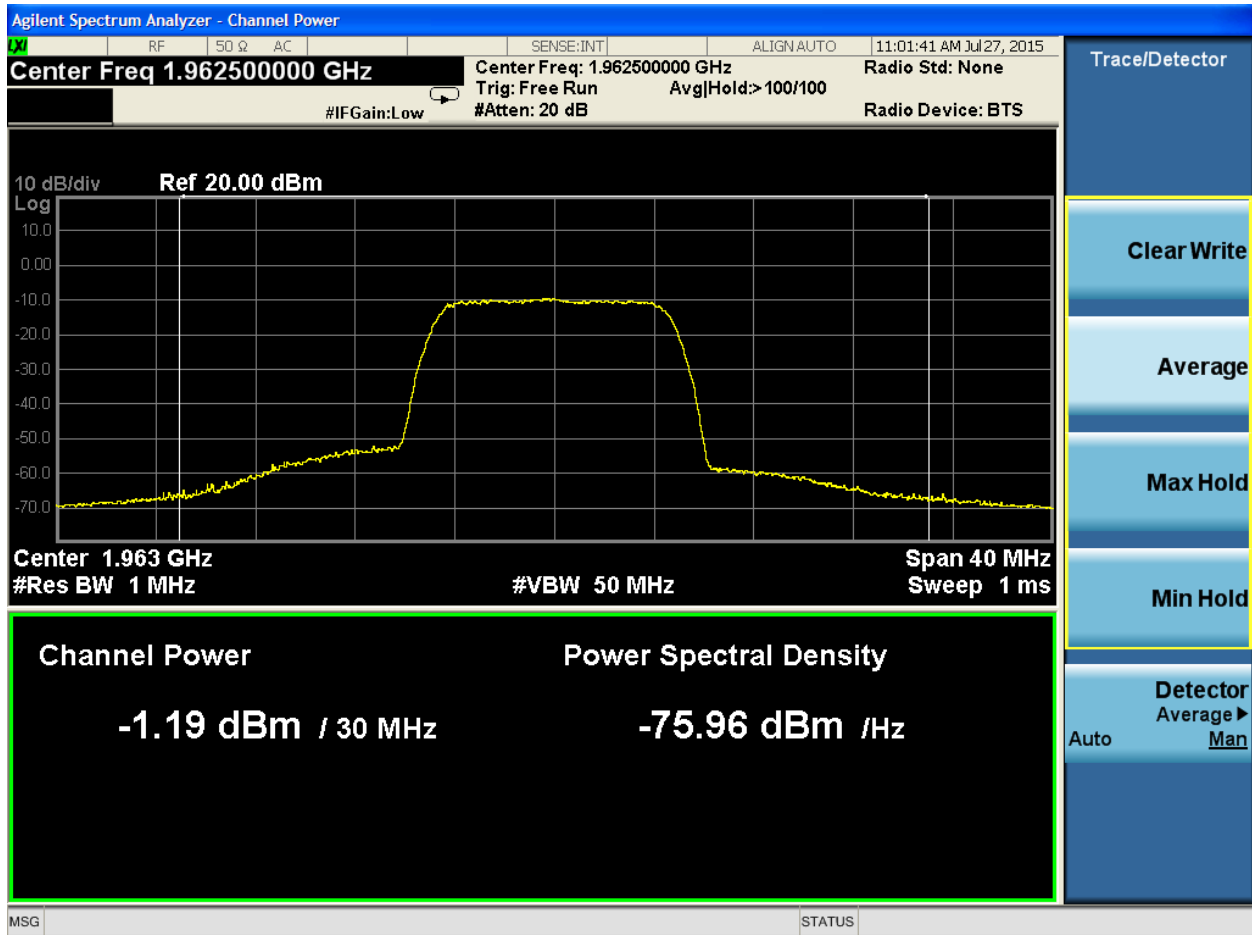 Agilent Spectrum Analyzer - Channel Power
LXI RF 50 Ω AC SENSE:INT ALIGN AUTO 11:01:41 AM Jul 27, 2015
Center Freq 1.962500000 GHz
#IFGain:Low
Center Freq: 1.962500000 GHz
Trig: Free Run Avg|Hold:> 100/100
#Atten: 20 dB
Radio Std: None
Radio Device: BTS
10 dB/div Ref 20.00 dBm
Log
10.0
0.00
-10.0
-20.0
-30.0
-40.0
-50.0
-60.0
-70.0
Center 1.963 GHz Span 40 MHz
#Res BW 1 MHz #VBW 50 MHz Sweep 1 ms
Channel Power Power Spectral Density
-1.19 dBm / 30 MHz -75.96 dBm /Hz
MSG STATUS
Trace/Detector
Clear Write
Average
Max Hold
Min Hold
Detector
Average▶
Auto Man